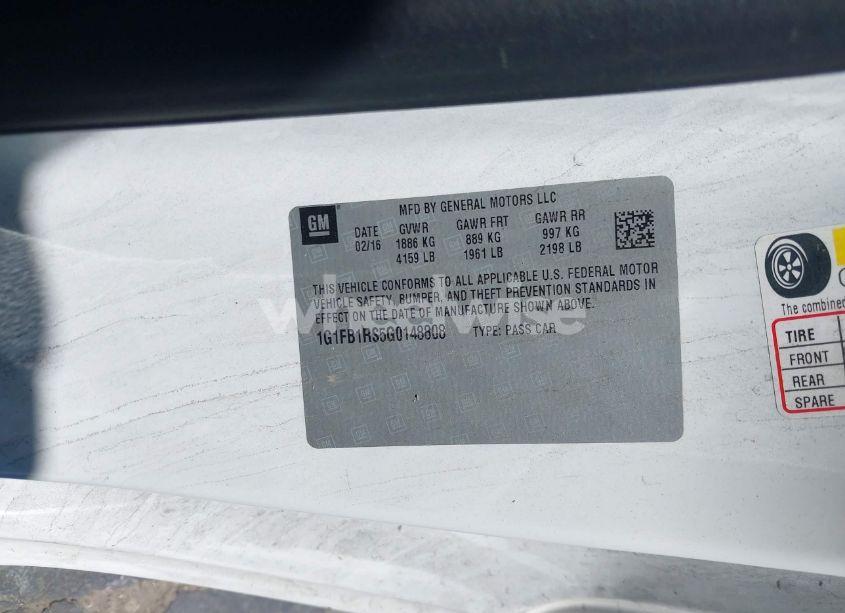 GM
MFD BY GENERAL MOTORS LLC
DATE GVWR GAWR FRT GAWR RR
02/16 1886 KG 889 KG 997 KG
4159 LB 1961 LB 2198 LB
THIS VEHICLE CONFORMS TO ALL APPLICABLE U.S. FEDERAL MOTOR
VEHICLE SAFETY, BUMPER, AND THEFT PREVENTION STANDARDS IN
EFFECT ON THE DATE OF MANUFACTURE SHOWN ABOVE.
1G1FB1RS5G0148808 TYPE: PASS CAR
The combined
TIRE
FRONT
REAR
SPARE